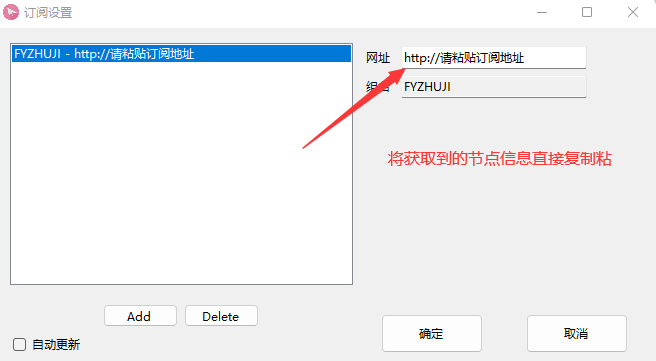 订阅设置
FYZHUJI - http://请粘贴订阅地址
网址
http://请粘贴订阅地址
FYZHUJI
将获取到的节点信息直接复制粘
Add
Delete
自动更新
确定
取消